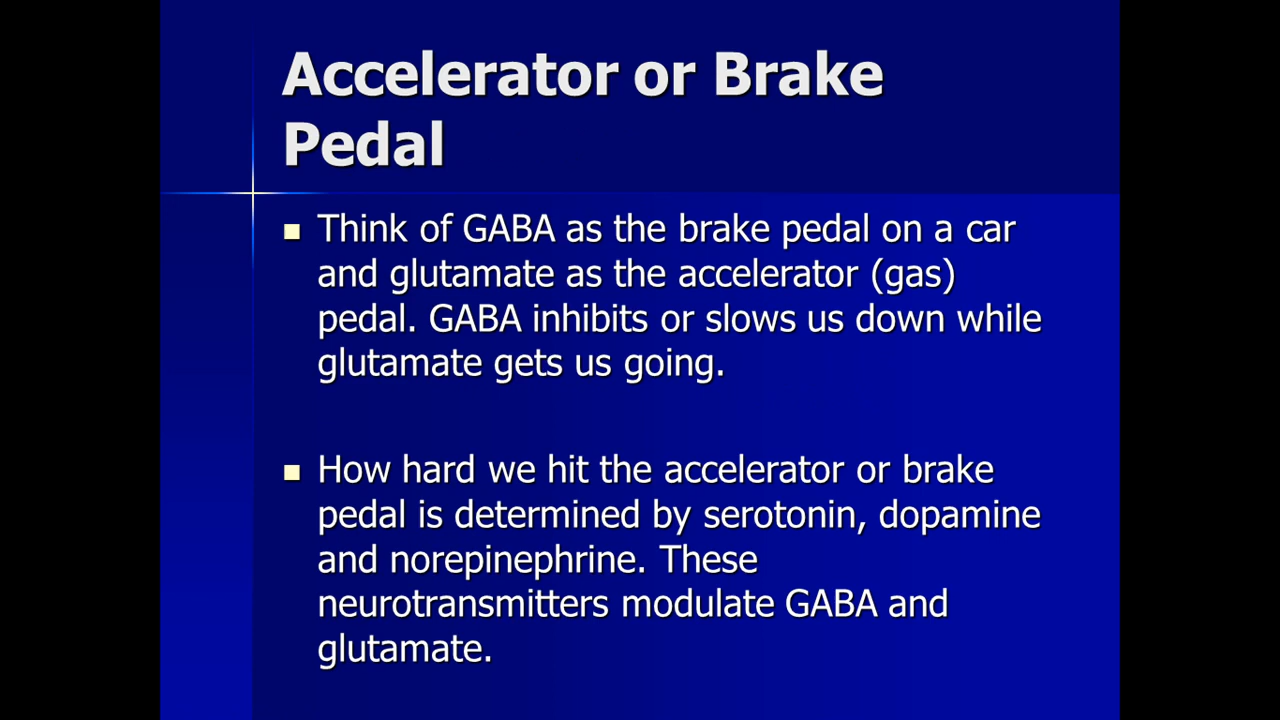 Accelerator or Brake
Pedal
Think of GABA as the brake pedal on a car
and glutamate as the accelerator (gas)
pedal. GABA inhibits or slows us down while
glutamate gets us going.
How hard we hit the accelerator or brake
pedal is determined by serotonin, dopamine
and norepinephrine. These
neurotransmitters modulate GABA and
glutamate.